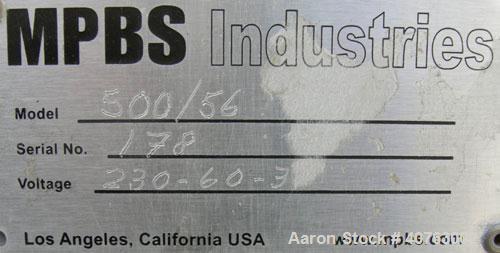 MPBS Industries
Model 500/56
Serial No. 178
Voltage 230-60-3
Los Angeles, California USA